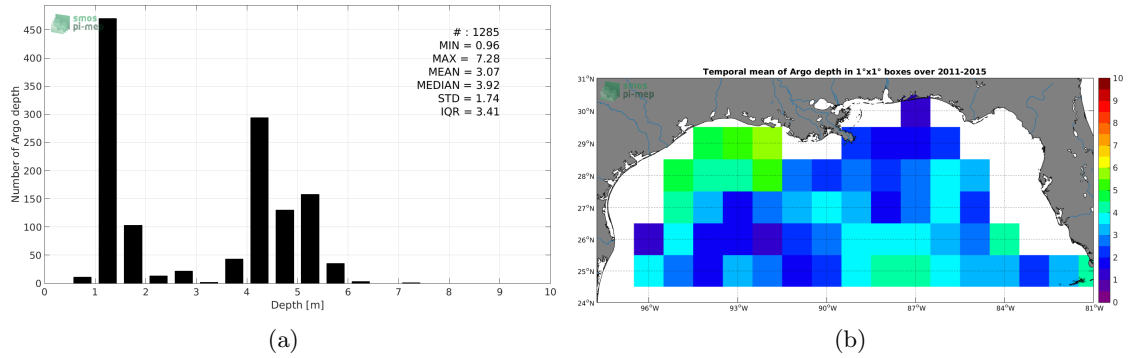 smos
pi-mep
# : 1285
MIN = 0.96
MAX = 7.28
MEAN = 3.07
MEDIAN = 3.92
STD = 1.74
IQR = 3.41
Number of Argo depth
450
400
350
300
250
200
150
100
50
0
0 1 2 3 4 5 6 7 8 9 10
Depth [m]
(a)
Temporal mean of Argo depth in 1°x1° boxes over 2011-2015
smos
pi-mep
31°N
30°N
29°N
28°N
27°N
26°N
25°N
24°N
96°W 93°W 90°W 87°W 84°W 81°W
10
9
8
7
6
5
4
3
2
1
0
(b)